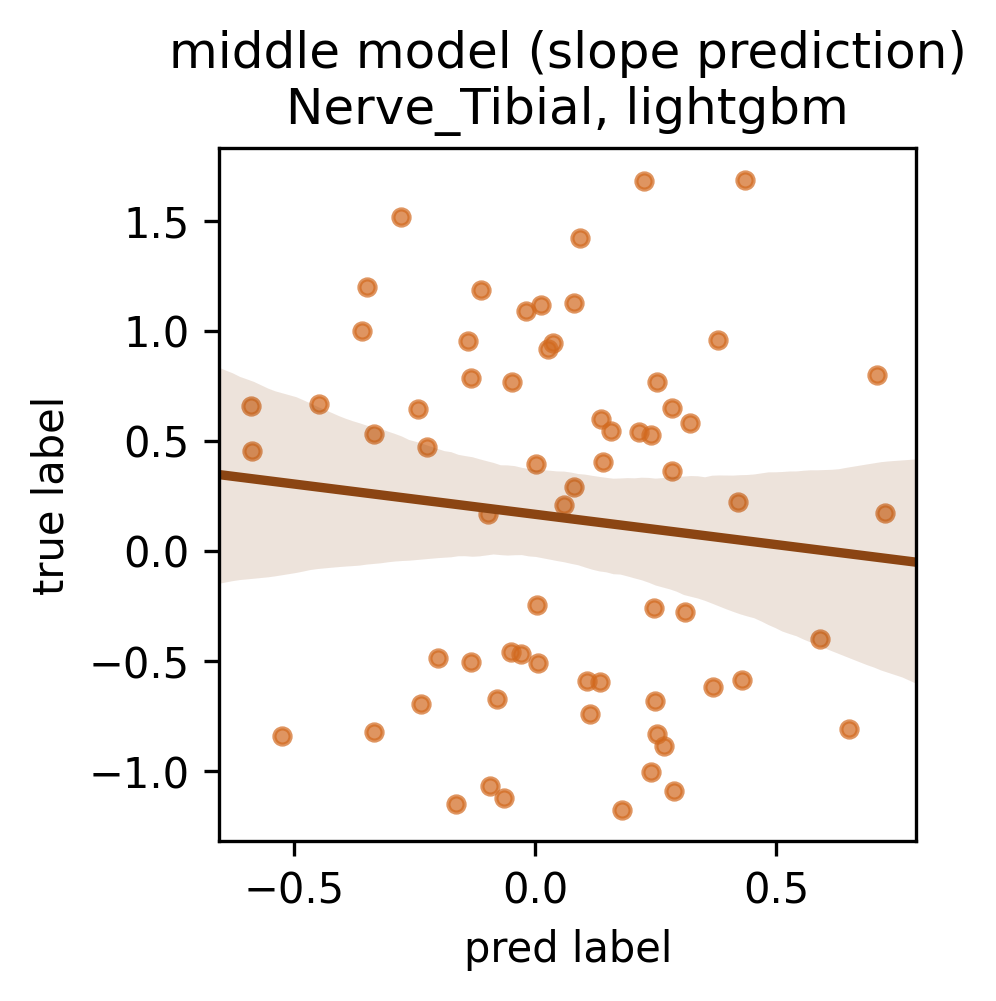 middle model (slope prediction)
Nerve_Tibial, lightgbm
true label
1.5
1.0
0.5
0.0
−0.5
−1.0
−0.5
0.0
0.5
pred label